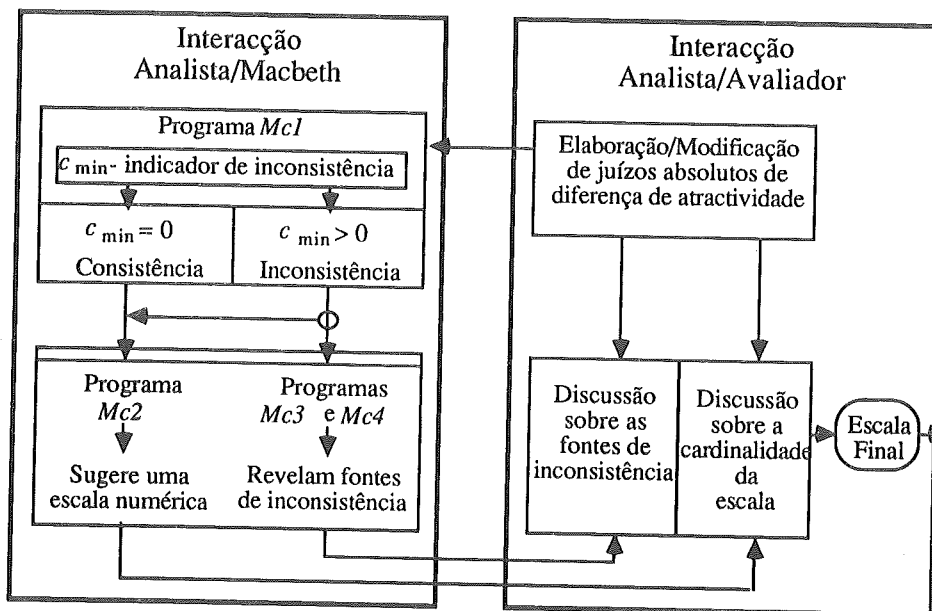 Interacção
Analista/Macbeth
Programa Mc1
c min- indicador de inconsistência
c min = 0
Consistência
c min > 0
Inconsistência
Programa
Mc2
Sugere uma
escala numérica
Programas
Mc3 e Mc4
Revelam fontes
de inconsistência
Interacção
Analista/Avaliador
Elaboração/Modificação
de juízos absolutos de
diferença de atractividade
Discussão
sobre as
fontes de
inconsistência
Discussão
sobre a
cardinalidade
da
escala
Escala
Final